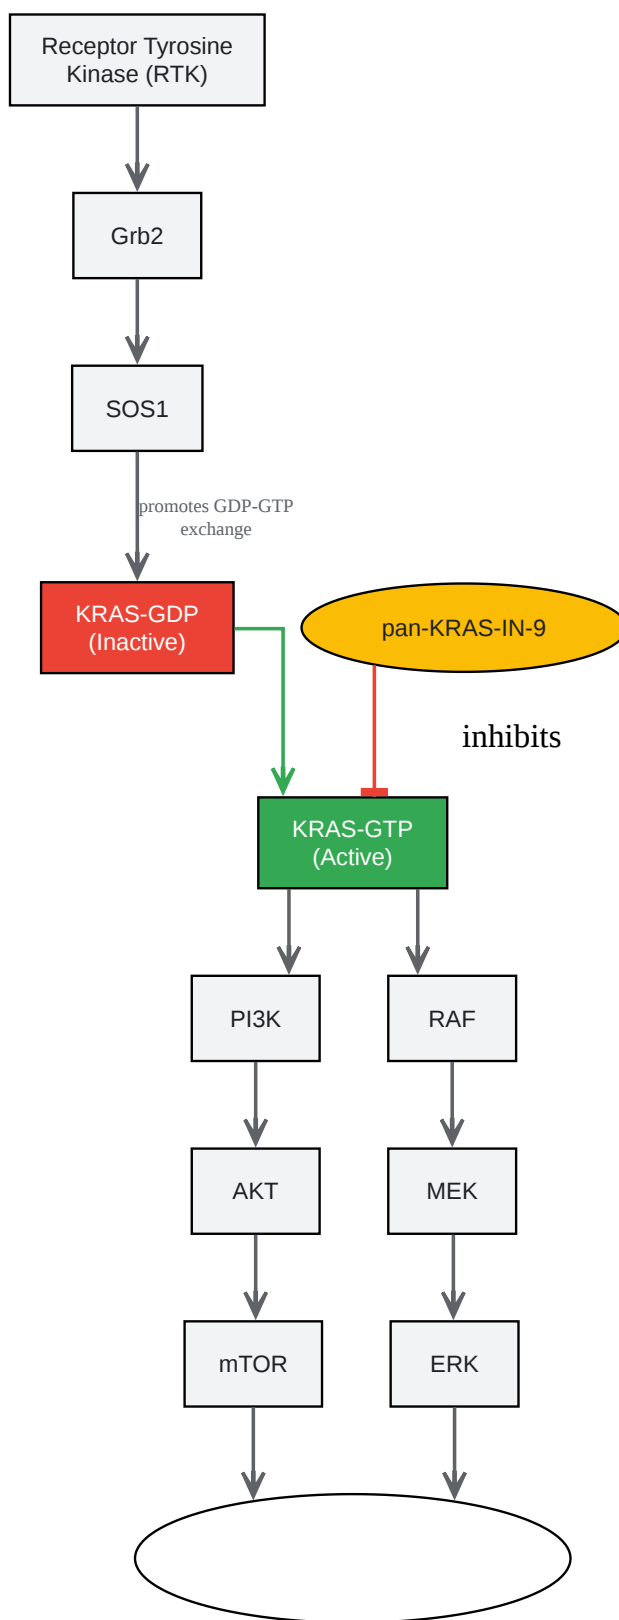 Receptor Tyrosine
Kinase (RTK)
Grb2
SOS1
promotes GDP-GTP
exchange
KRAS-GDP
(Inactive)
pan-KRAS-IN-9
inhibits
KRAS-GTP
(Active)
PI3K
RAF
AKT
MEK
mTOR
ERK